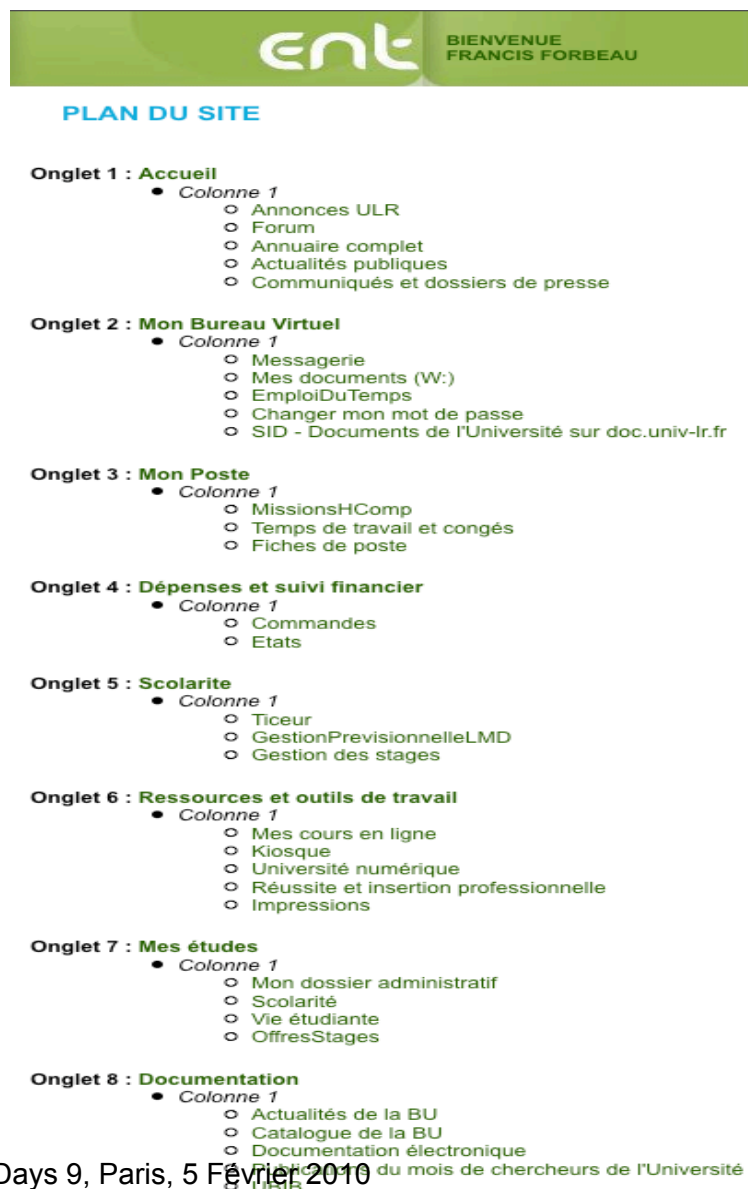 ent
BIENVENUE
FRANCIS FORBEAU
PLAN DU SITE
Onglet 1 : Accueil
• Colonne 1
o Annonces ULR
o Forum
o Annuaire complet
o Actualités publiques
o Communiqués et dossiers de presse
Onglet 2 : Mon Bureau Virtuel
• Colonne 1
o Messagerie
o Mes documents (W:)
o EmploiDuTemps
o Changer mon mot de passe
o SID - Documents de l'Université sur doc.univ-lr.fr
Onglet 3 : Mon Poste
• Colonne 1
o MissionsHComp
o Temps de travail et congés
o Fiches de poste
Onglet 4 : Dépenses et suivi financier
• Colonne 1
o Commandes
o Etats
Onglet 5 : Scolarite
• Colonne 1
o Ticeur
o GestionPrevisionnelleLMD
o Gestion des stages
Onglet 6 : Ressources et outils de travail
• Colonne 1
o Mes cours en ligne
o Kiosque
o Université numérique
o Réussite et insertion professionnelle
o Impressions
Onglet 7 : Mes études
• Colonne 1
o Mon dossier administratif
o Scolarité
o Vie étudiante
o OffresStages
Onglet 8 : Documentation
• Colonne 1
o Actualités de la BU
o Catalogue de la BU
o Documentation électronique
o Publications du mois de chercheurs de l'Université
Days 9, Paris, 5 Février 2010
o UBIB